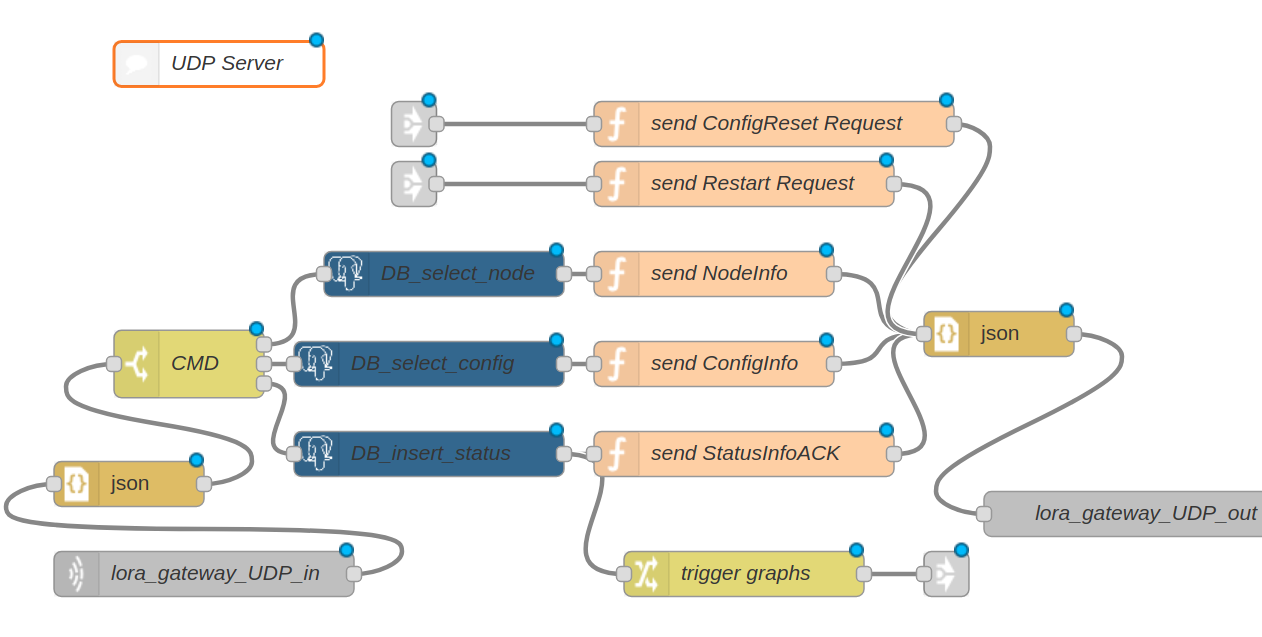 UDP Server
send ConfigReset Request
send Restart Request
DB_select_node
send NodeInfo
json
CMD
DB_select_config
send ConfigInfo
DB_insert_status
send StatusInfoACK
json
lora_gateway_UDP_out
lora_gateway_UDP_in
trigger graphs